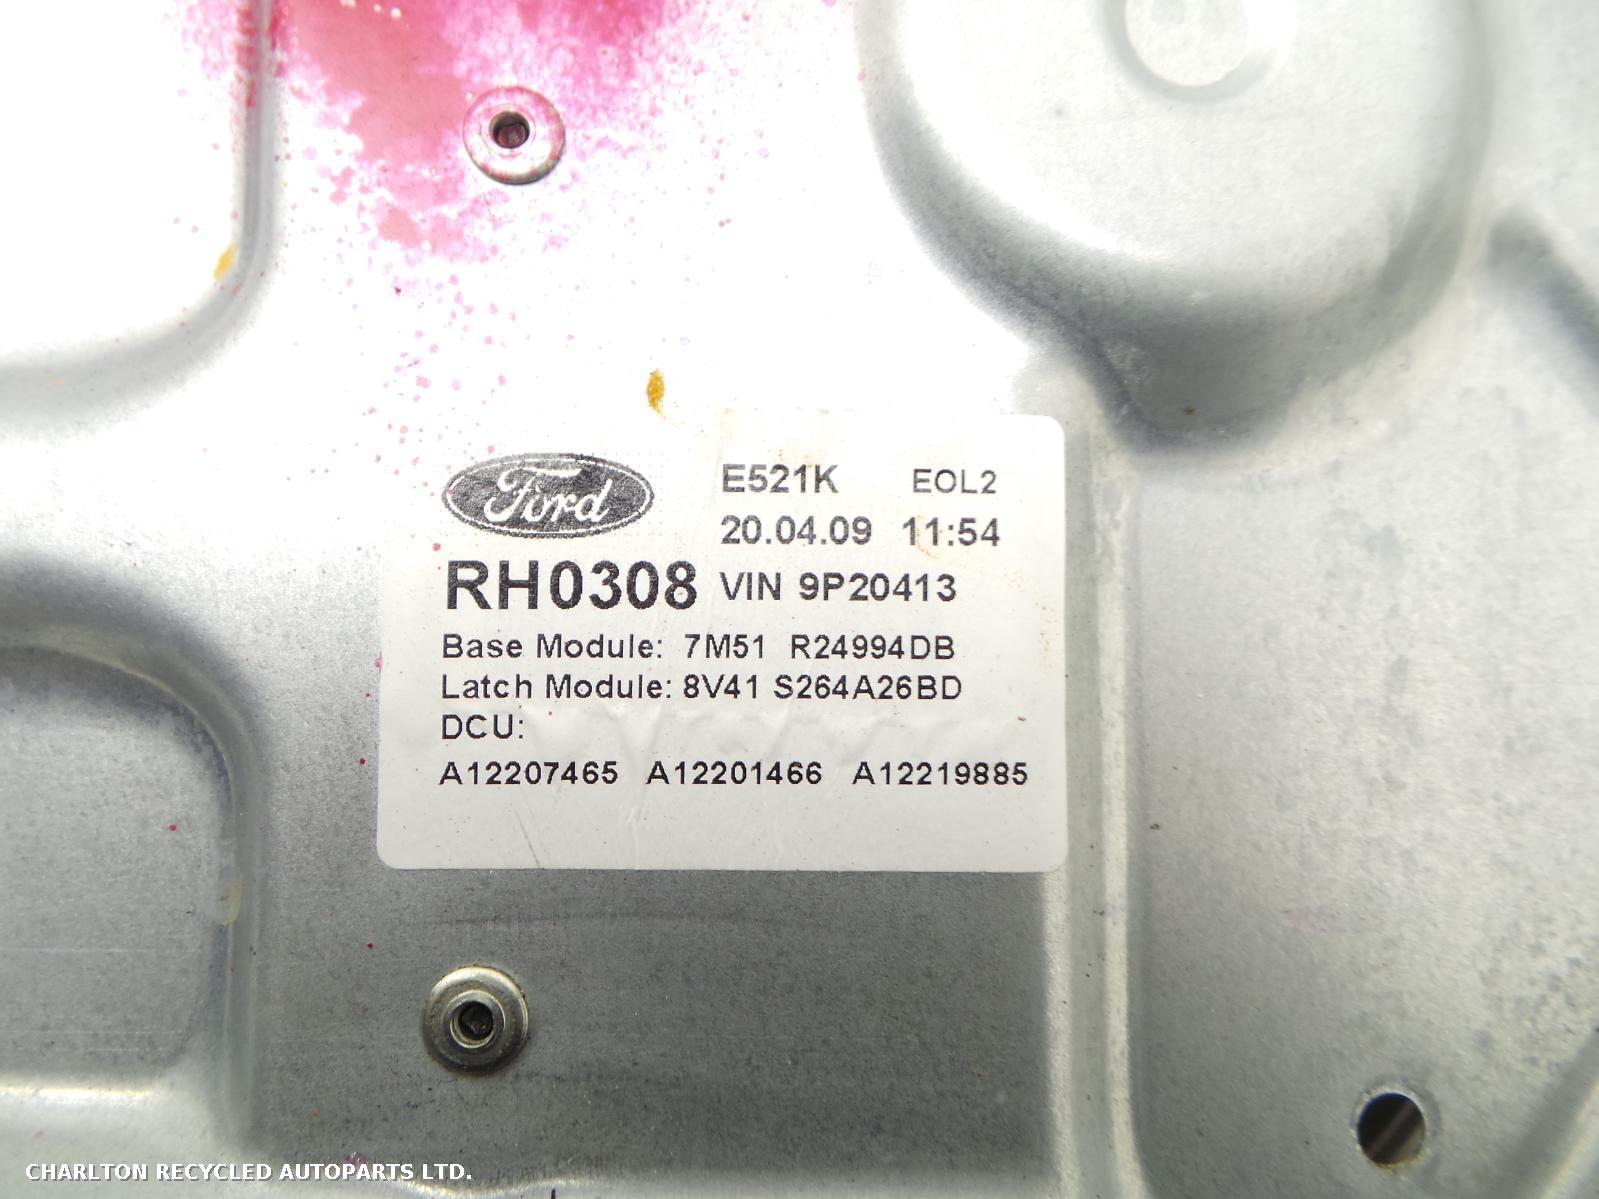 Ford
E521K EOL2
20.04.09 11:54
RH0308 VIN 9P20413
Base Module: 7M51 R24994DB
Latch Module: 8V41 S264A26BD
DCU:
A12207465 A12201466 A12219885
CHARLTON RECYCLED AUTOPARTS LTD.